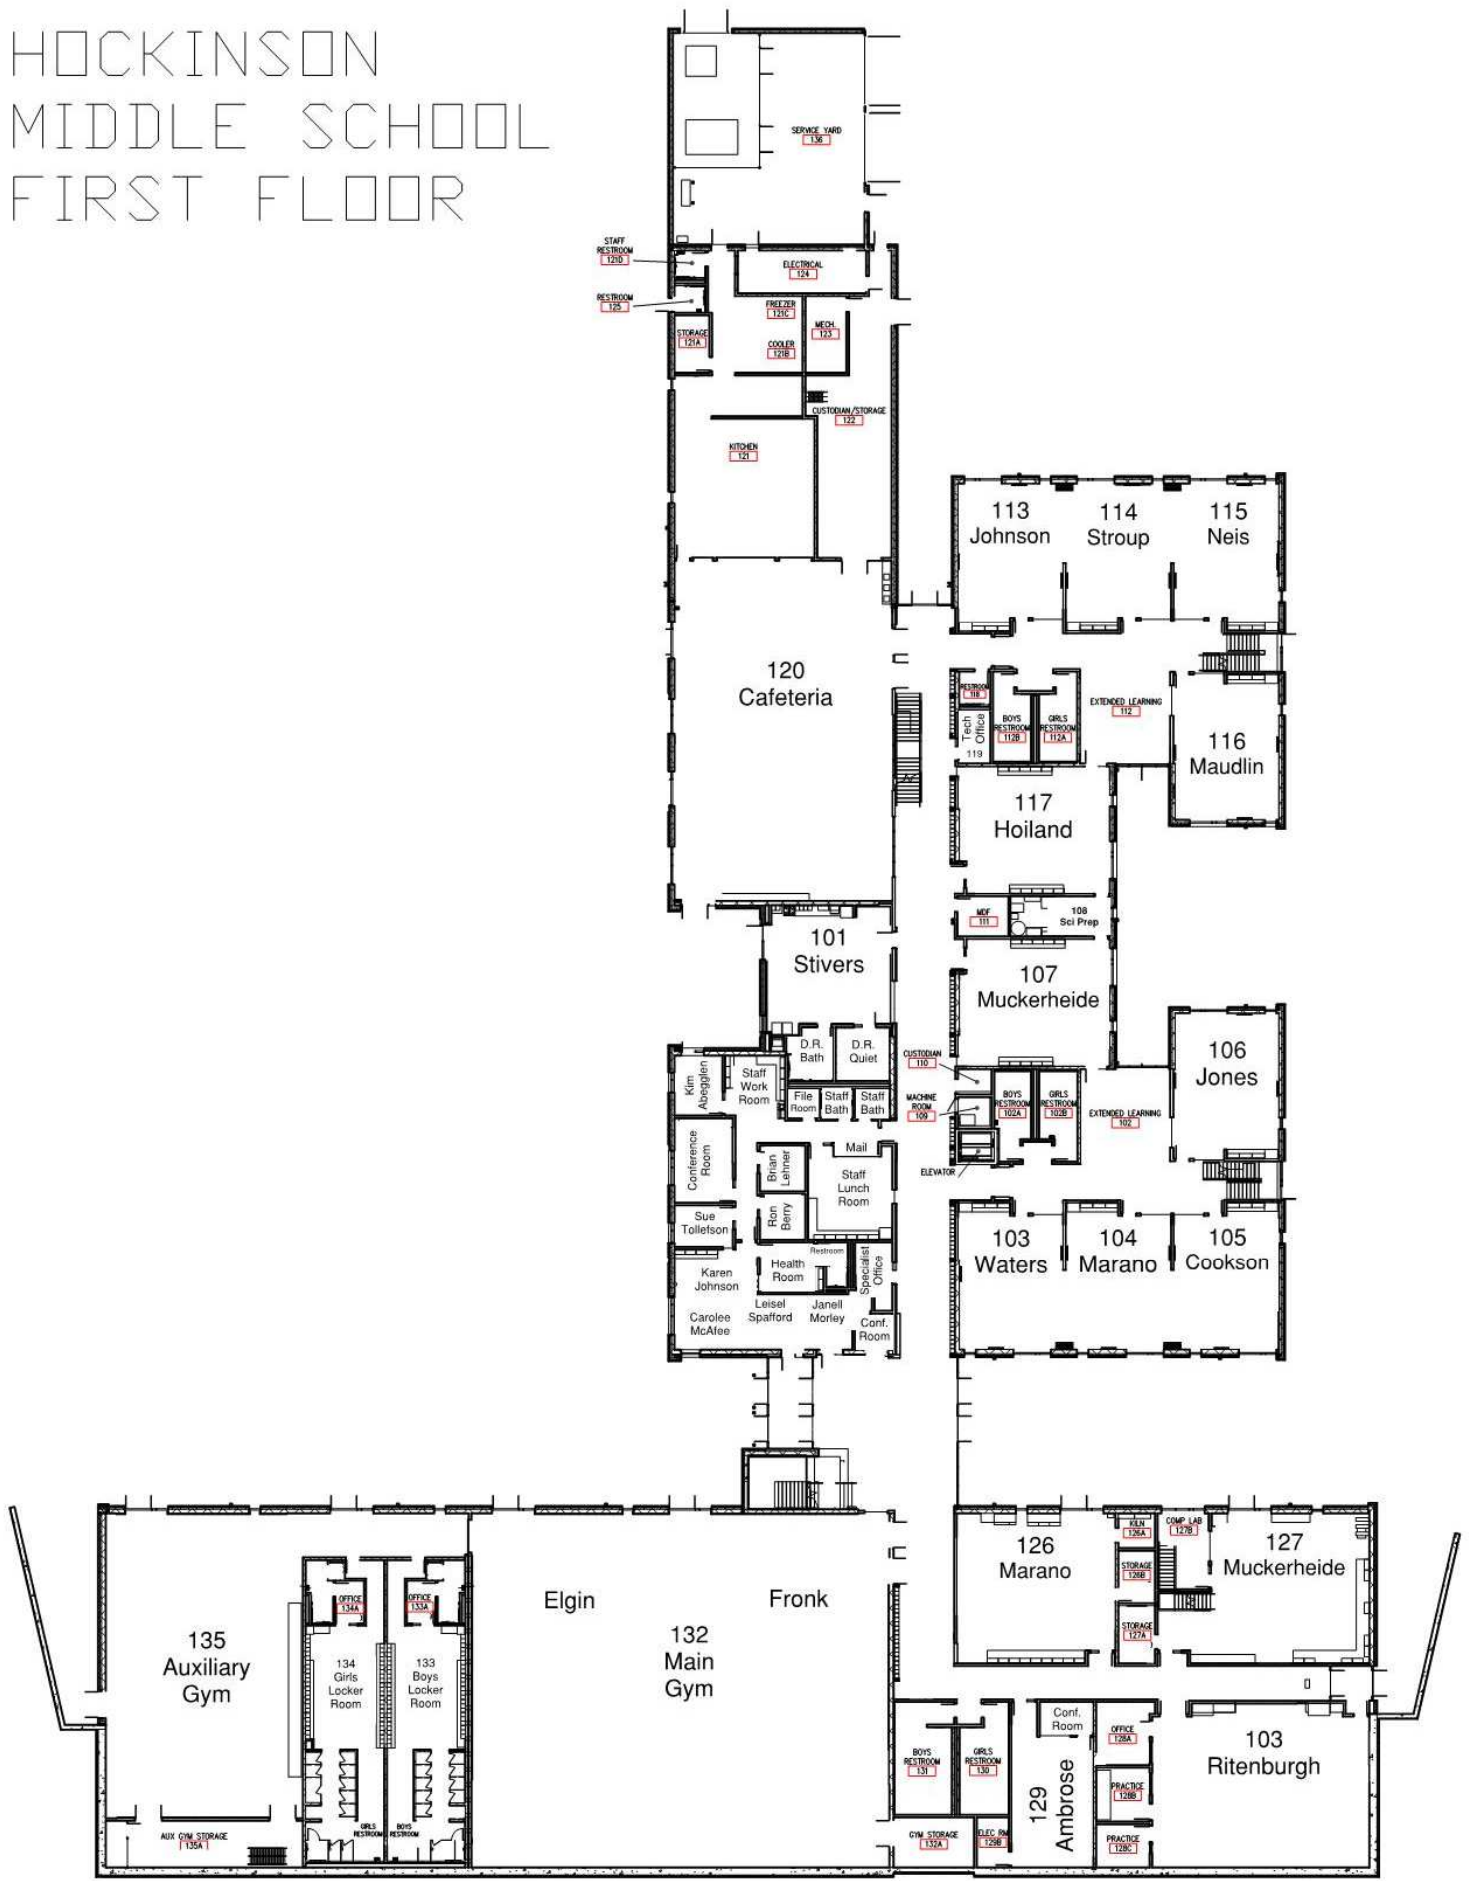 HOCKINSON
MIDDLE SCHOOL
FIRST FLOOR
SERVICE YARD
136
STAFF
RESTROOM
121D
ELECTRICAL
124
RESTROOM
125
FREEZER
121C
STORAGE
121A
MECH.
123
COOLER
121B
CUSTODIAN/STORAGE
122
KITCHEN
121
113
Johnson
114
Stroup
115
Neis
120
Cafeteria
RESTROOM
118
Tech
Office
119
BOYS
RESTROOM
112B
GIRLS
RESTROOM
112A
EXTENDED LEARNING
112
116
Maudlin
117
Hoiland
MDF
111
108
Sci Prep
101
Stivers
107
Muckerheide
106
Jones
D.R.
Bath
D.R.
Quiet
CUSTODIAN
110
MACHINE
ROOM
109
ELEVATOR
BOYS
RESTROOM
102A
GIRLS
RESTROOM
102B
EXTENDED LEARNING
102
Kim
Abegglen
Staff
Work
Room
File
Room
Staff
Bath
Staff
Bath
Conference
Room
Brian
Lehner
Mail
Staff
Lunch
Room
Sue
Tollefson
Ron
Berry
Karen
Johnson
Health
Room
Restroom
Specialist
Office
Carolee
McAfee
Leisel
Spafford
Janell
Morley
Conf.
Room
103
Waters
104
Marano
105
Cookson
126
Marano
KILN
126A
COMP LAB
127B
127
Muckerheide
STORAGE
126B
STORAGE
127A
OFFICE
134A
OFFICE
133A
Elgin
Fronk
135
Auxiliary
Gym
134
Girls
Locker
Room
133
Boys
Locker
Room
132
Main
Gym
BOYS
RESTROOM
131
GIRLS
RESTROOM
130
Conf.
Room
OFFICE
128A
103
Ritenburgh
129
Ambrose
PRACTICE
128B
PRACTICE
128C
AUX GYM STORAGE
135A
GIRLS
RESTROOM
BOYS
RESTROOM
GYM STORAGE
132A
ELEC RM
129B